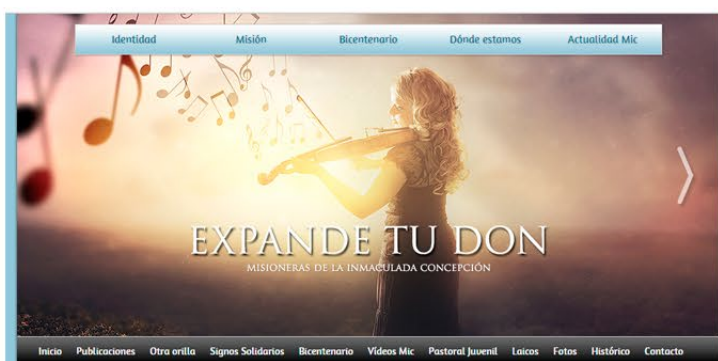 Identidad Misión Bicentenario Dónde estamos Actualidad Mic
EXPANDE TU DON
MISIONERAS DE LA INMACULADA CONCEPCIÓN
Inicio Publicaciones Otra orilla Signos Solidarios Bicentenario Vídeos Mic Pastoral Juvenil Laicos Fotos Histórico Contacto